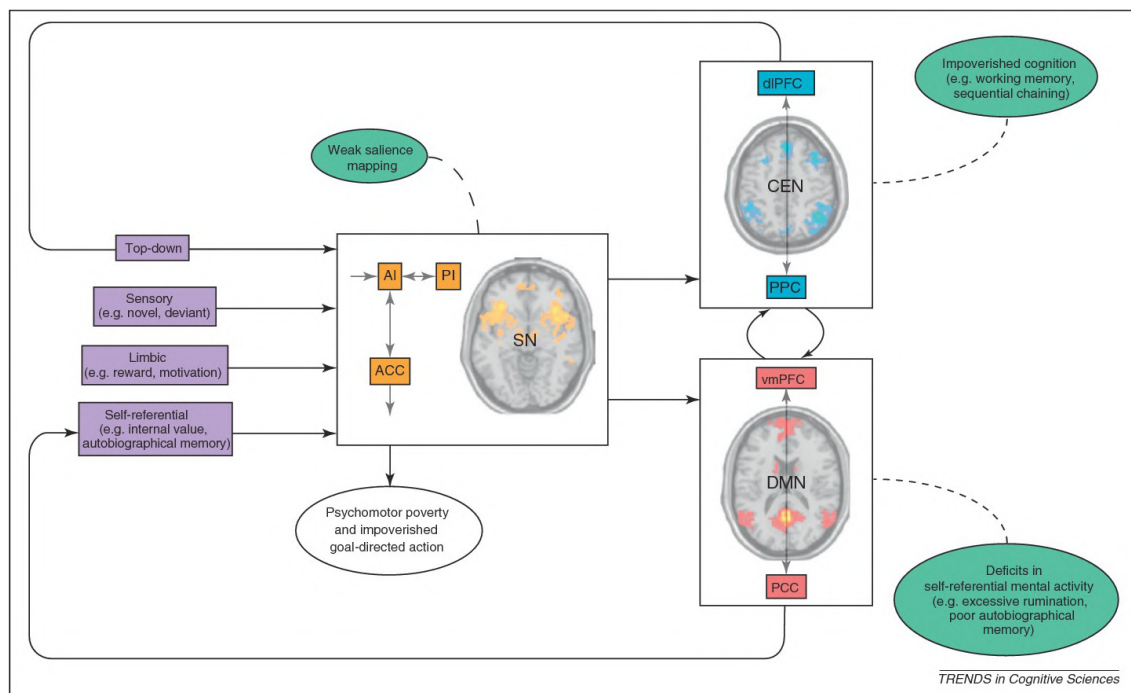 dlPFC
Impoverished cognition
(e.g. working memory,
sequential chaining)
Weak salience
mapping
CEN
Top-down
AI
PI
PPC
Sensory
(e.g. novel, deviant)
SN
Limbic
(e.g. reward, motivation)
ACC
vmPFC
Self-referential
(e.g. internal value,
autobiographical memory)
DMN
Psychomotor poverty
and impoverished
goal-directed action
PCC
Deficits in
self-referential mental activity
(e.g. excessive rumination,
poor autobiographical
memory)
TRENDS in Cognitive Sciences